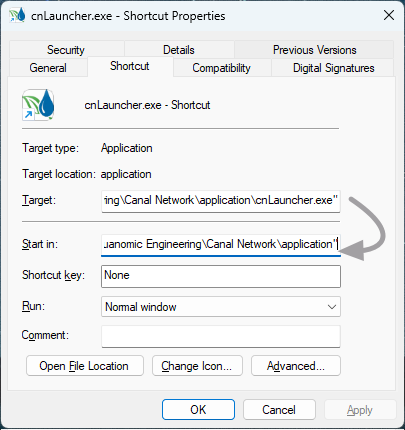 cnLauncher.exe - Shortcut Properties
Security Details Previous Versions
General Shortcut Compatibility Digital Signatures
cnLauncher.exe - Shortcut
Target type: Application
Target location: application
Target: ring\Canal Network\application\cnLauncher.exe"
Start in: uanomic Engineering\Canal Network\application"
Shortcut key: None
Run: Normal window
Comment:
Open File Location Change Icon... Advanced...
OK Cancel Apply